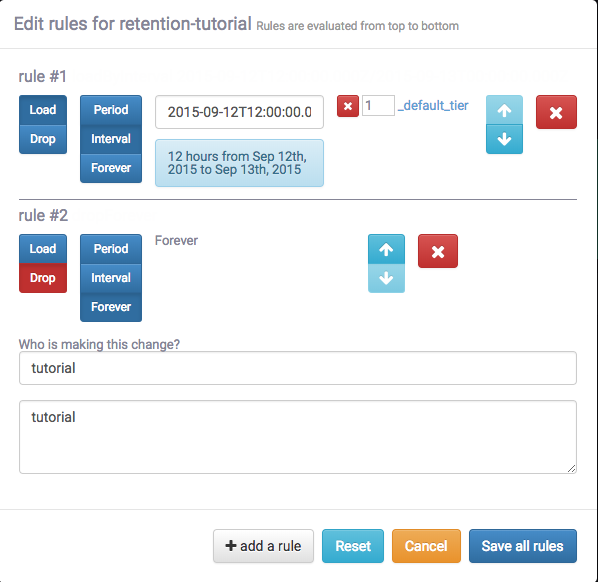 Edit rules for retention-tutorial Rules are evaluated from top to bottom
rule #1
Load
Drop
Period
Interval
Forever
2015-09-12T12:00:00.0
12 hours from Sep 12th,
2015 to Sep 13th, 2015
1
_default_tier
rule #2
Load
Drop
Period
Interval
Forever
Forever
Who is making this change?
tutorial
tutorial
add a rule
Reset
Cancel
Save all rules